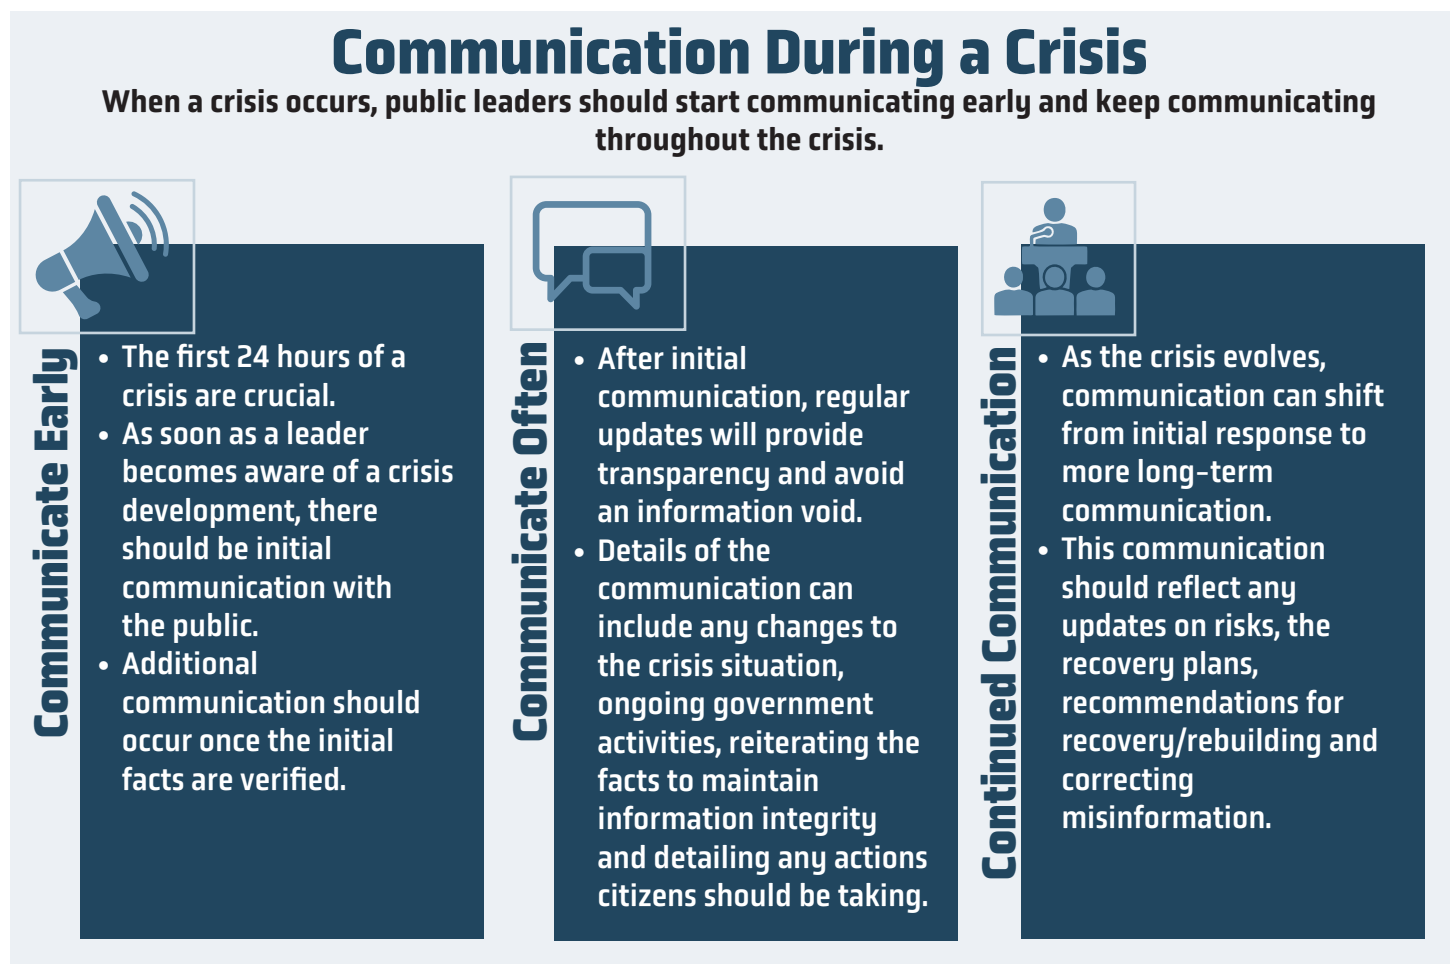 Communication During a Crisis
When a crisis occurs, public leaders should start communicating early and keep communicating
throughout the crisis.
Communicate Early
• The first 24 hours of a
crisis are crucial.
• As soon as a leader
becomes aware of a crisis
development, there
should be initial
communication with
the public.
• Additional
communication should
occur once the initial
facts are verified.
Communicate Often
• After initial
communication, regular
updates will provide
transparency and avoid
an information void.
• Details of the
communication can
include any changes to
the crisis situation,
ongoing government
activities, reiterating the
facts to maintain
information integrity
and detailing any actions
citizens should be taking.
Continued Communication
• As the crisis evolves,
communication can shift
from initial response to
more long-term
communication.
• This communication
should reflect any
updates on risks, the
recovery plans,
recommendations for
recovery/rebuilding and
correcting
misinformation.